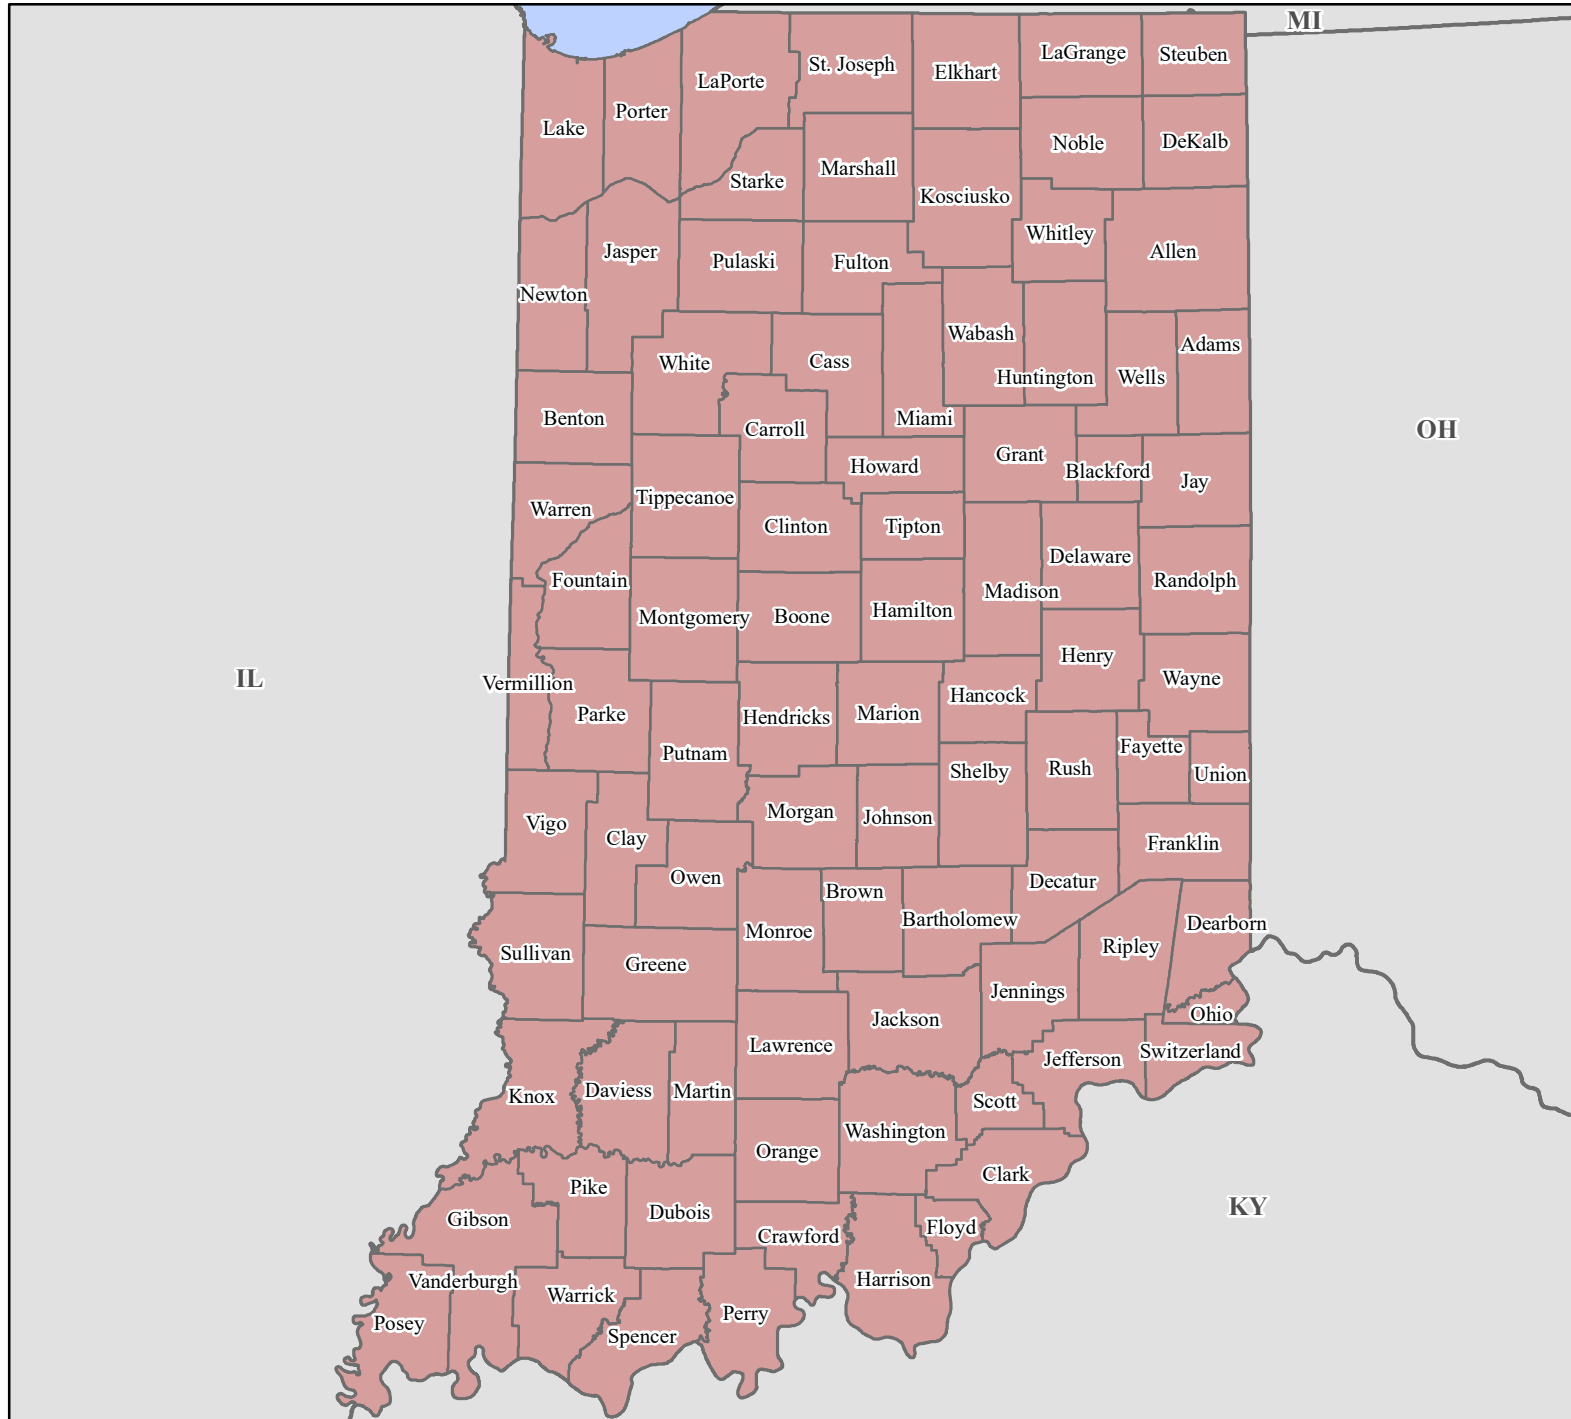 MI
LaGrange
Steuben
St. Joseph
Elkhart
LaPorte
Porter
Lake
Noble
DeKalb
Marshall
Starke
Kosciusko
Whitley
Jasper
Allen
Pulaski
Fulton
Newton
Wabash
Adams
White
Cass
Huntington
Wells
Benton
Miami
Carroll
OH
Grant
Howard
Blackford
Jay
Tippecanoe
Warren
Clinton
Tipton
Delaware
Fountain
Randolph
Madison
Hamilton
Montgomery
Boone
Henry
IL
Vermillion
Wayne
Hancock
Parke
Hendricks
Marion
Fayette
Putnam
Rush
Shelby
Union
Morgan
Johnson
Vigo
Clay
Franklin
Owen
Decatur
Brown
Bartholomew
Dearborn
Monroe
Ripley
Sullivan
Greene
Jennings
Ohio
Jackson
Lawrence
Switzerland
Jefferson
Daviess
Martin
Knox
Scott
Washington
Orange
Clark
Pike
KY
Dubois
Gibson
Floyd
Crawford
Harrison
Vanderburgh
Warrick
Perry
Posey
Spencer